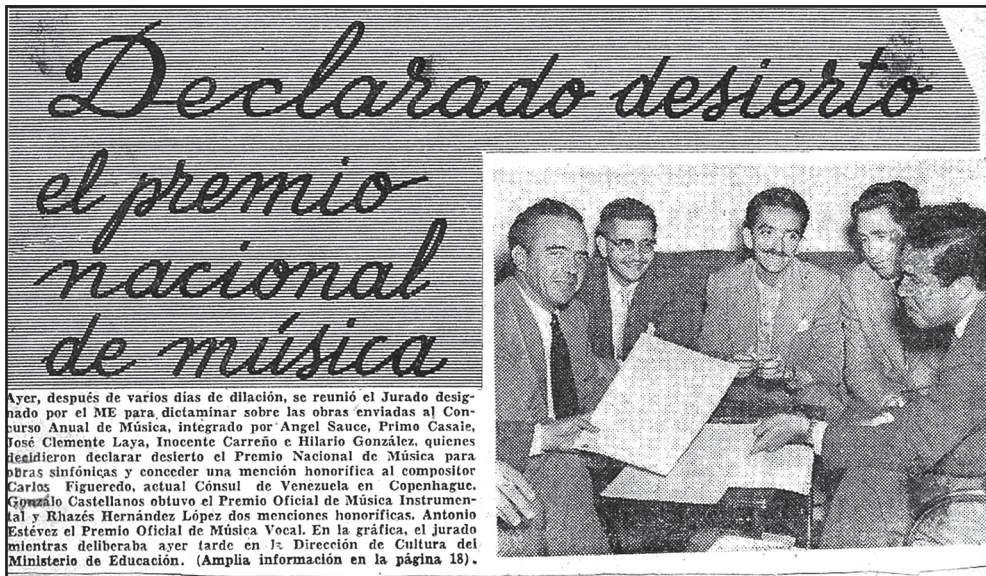 Declarado desierto
el premio
nacional
de música
Ayer, después de varios días de dilación, se reunió el Jurado desig-
nado por el ME para dictaminar sobre las obras enviadas al Con-
curso Anual de Música, integrado por Angel Sauce, Primo Casale,
José Clemente Laya, Inocente Carreño e Hilario González, quienes
decidieron declarar desierto el Premio Nacional de Música para
obras sinfónicas y conceder una mención honorífica al compositor
Carlos Figueredo, actual Cónsul de Venezuela en Copenhague.
Gonzálo Castellanos obtuvo el Premio Oficial de Música Instrumen-
tal y Rhazés Hernández López dos menciones honoríficas. Antonio
Estévez el Premio Oficial de Música Vocal. En la gráfica, el jurado
mientras deliberaba ayer tarde en la Dirección de Cultura del
Ministerio de Educación. (Amplia información en la página 18).